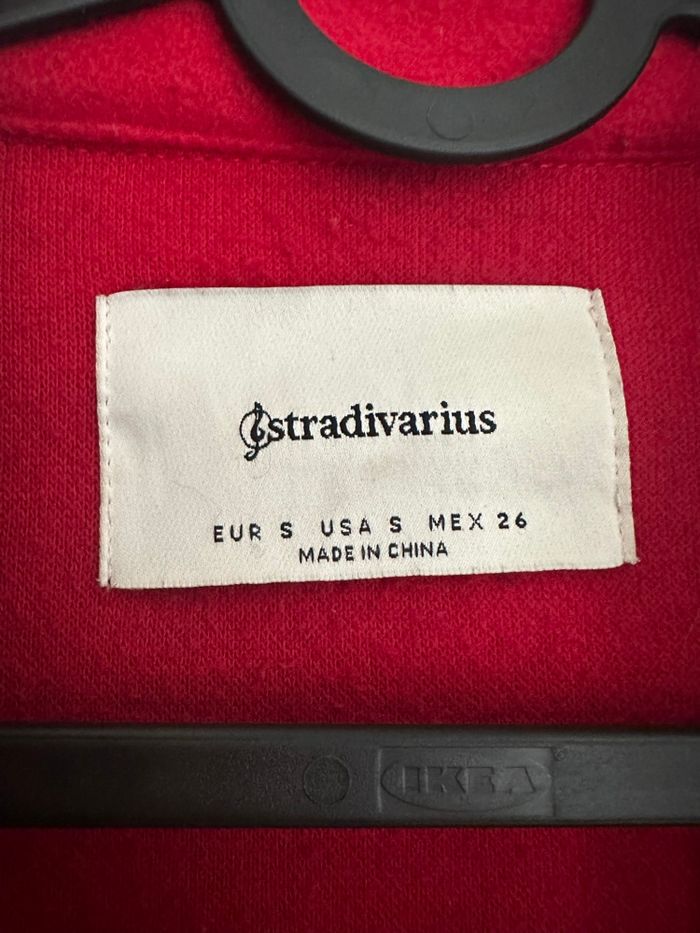 stradivarius
EUR S USA S MEX 26
MADE IN CHINA
IKEA